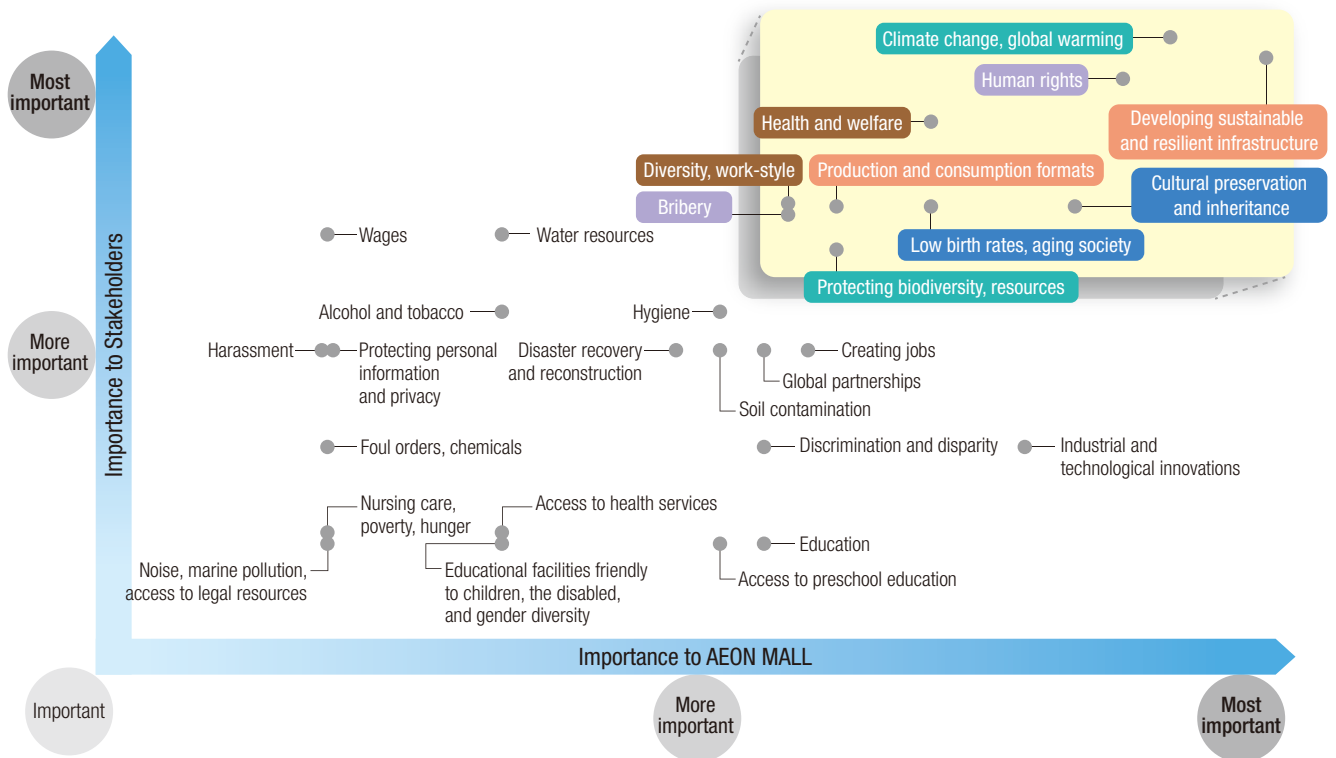 Most
important
More
important
Important
Importance to Stakeholders
Climate change, global warming
Human rights
Health and welfare
Developing sustainable
and resilient infrastructure
Diversity, work-style
Production and consumption formats
Cultural preservation
and inheritance
Bribery
Low birth rates, aging society
Protecting biodiversity, resources
Wages
Water resources
Alcohol and tobacco
Hygiene
Harassment
Protecting personal
information
and privacy
Disaster recovery
and reconstruction
Creating jobs
Global partnerships
Soil contamination
Foul orders, chemicals
Discrimination and disparity
Industrial and
technological innovations
Nursing care,
poverty, hunger
Access to health services
Noise, marine pollution,
access to legal resources
Educational facilities friendly
to children, the disabled,
and gender diversity
Education
Access to preschool education
Importance to AEON MALL
More
important
Most
important